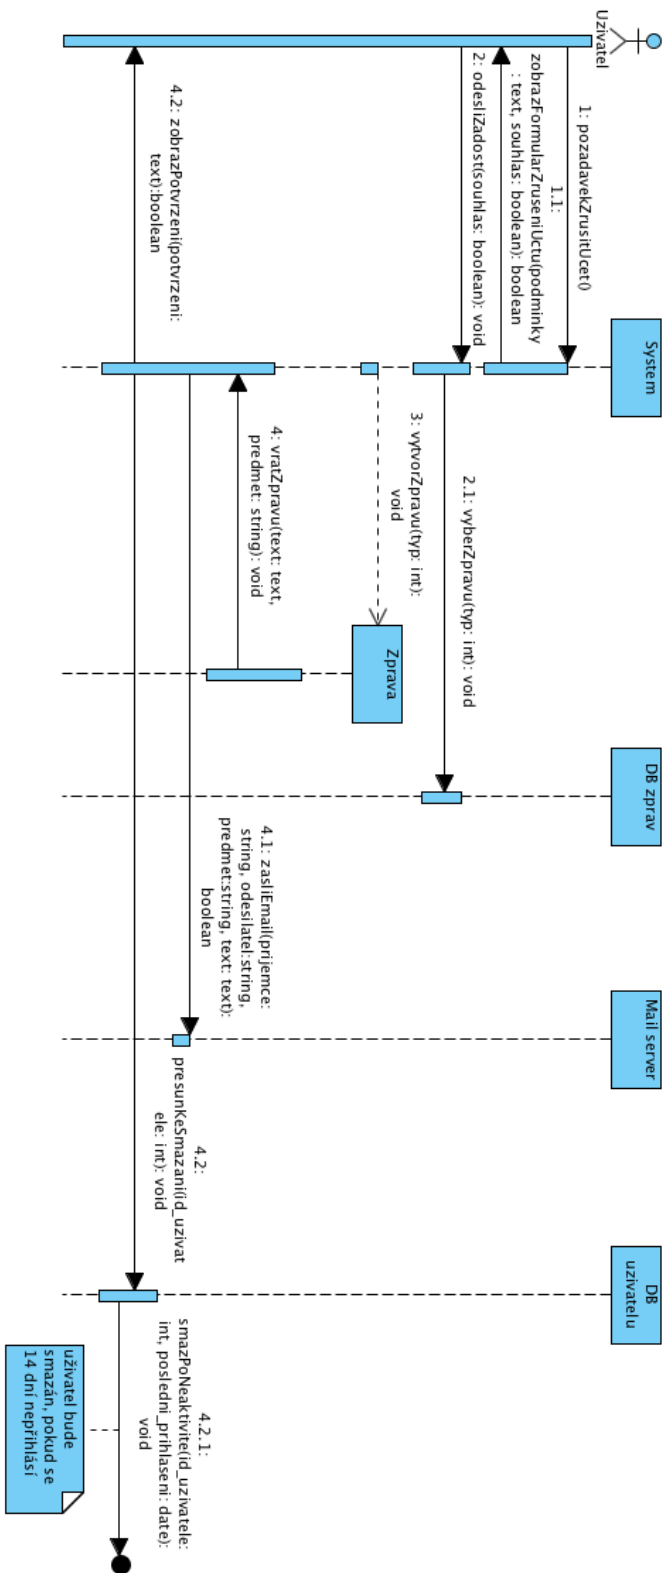 Uzivatel
System
Zprava
DB zprav
Mail server
DB
uzivatelu
1: pozadavekZrusitUcet()
1.1:
zobrazFormularZruseniUctu(podminky
: text, souhlas: boolean): boolean
2: odesliZadost(souhlas: boolean): void
2.1: vyberZpravu(typ: int): void
3: vytvorZpravu(typ: int):
void
4: vratZpravu(text: text,
predmet: string): void
4.1: zasliEmail(prijemce:
string, odesilatel:string,
predmet:string, text: text):
boolean
4.2: zobrazPotvrzeni(potvrzeni:
text):boolean
4.2:
presunKeSmazani(id_uzivat
ele: int): void
4.2.1:
smazPoNeaktivite(id_uzivatele:
int, posledni_prihlaseni: date):
void
uživatel bude
smazán, pokud se
14 dní nepřihlásí